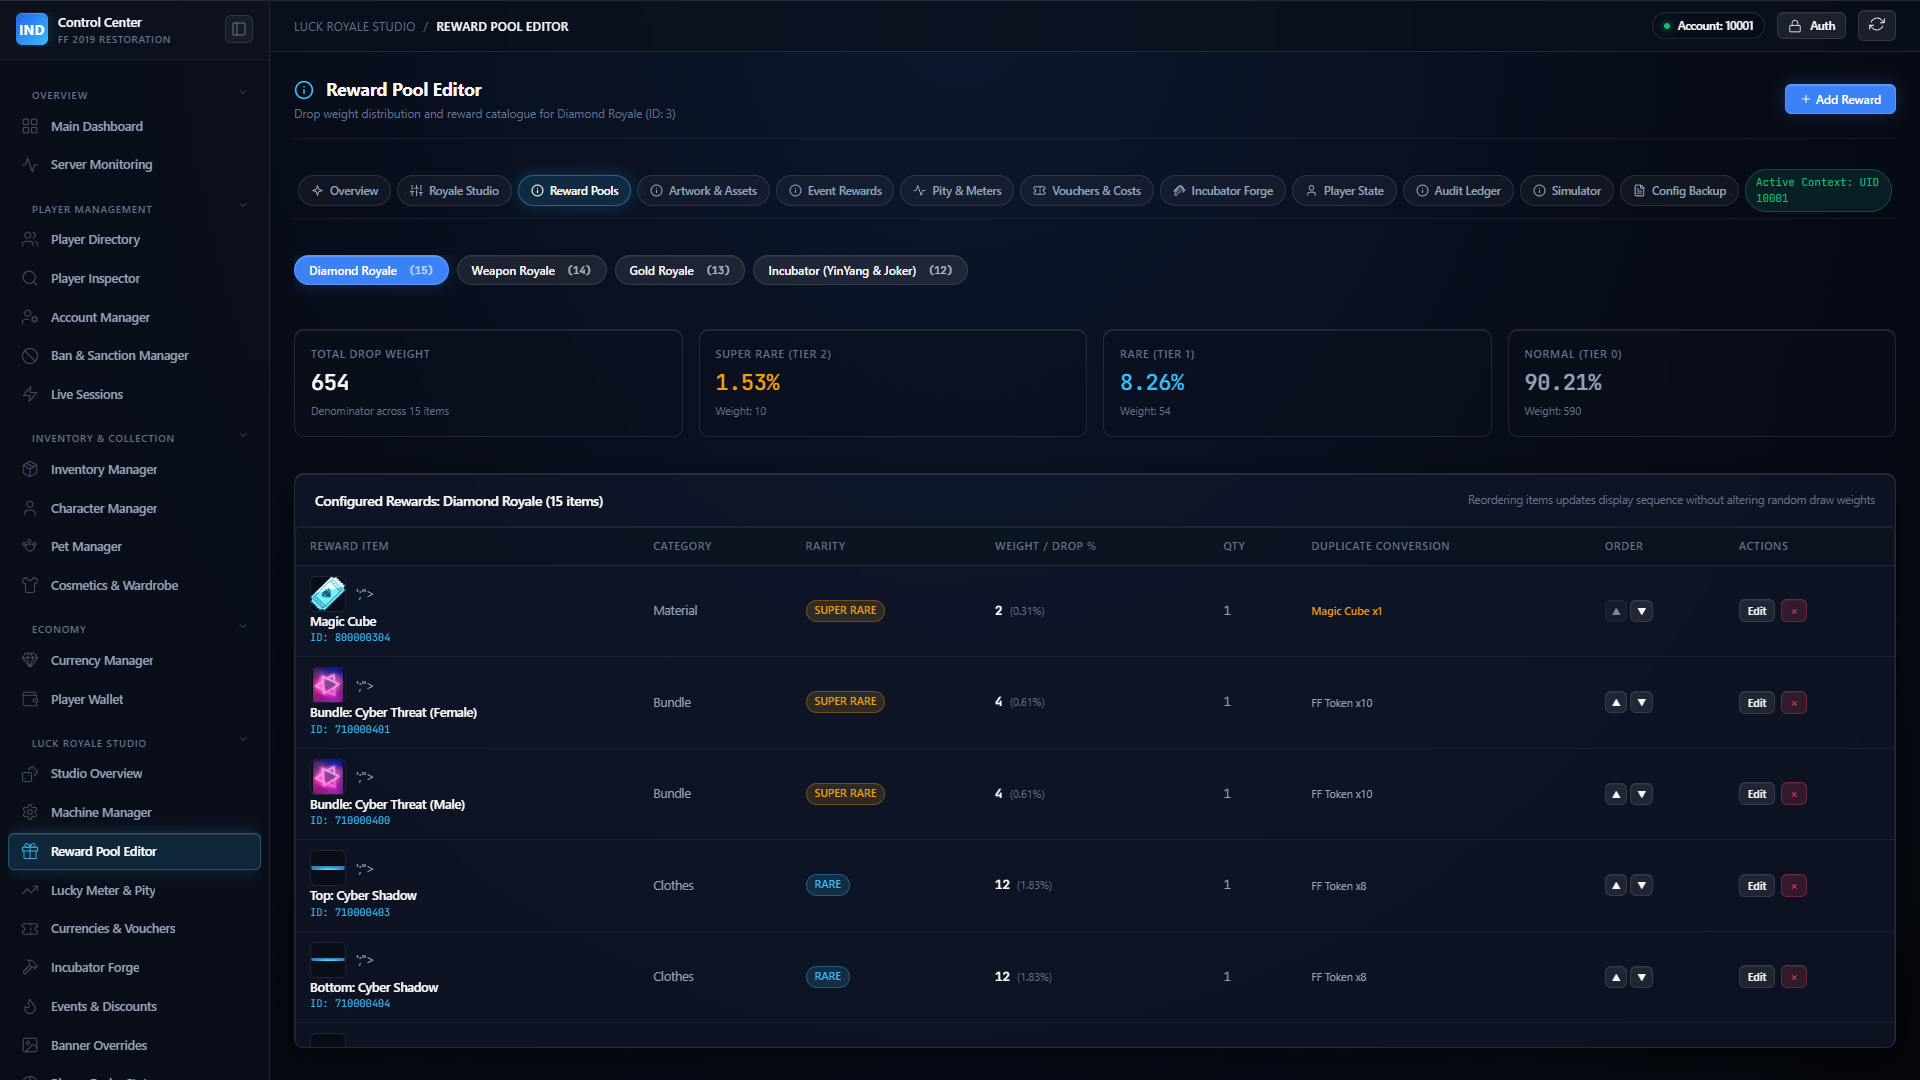 IND
Control Center
FF 2019 RESTORATION
LUCK ROYALE STUDIO / REWARD POOL EDITOR
Account: 10001
Auth
OVERVIEW
Main Dashboard
Server Monitoring
PLAYER MANAGEMENT
Player Directory
Player Inspector
Account Manager
Ban & Sanction Manager
Live Sessions
INVENTORY & COLLECTION
Inventory Manager
Character Manager
Pet Manager
Cosmetics & Wardrobe
ECONOMY
Currency Manager
Player Wallet
LUCK ROYALE STUDIO
Studio Overview
Machine Manager
Reward Pool Editor
Lucky Meter & Pity
Currencies & Vouchers
Incubator Forge
Events & Discounts
Banner Overrides
Reward Pool Editor
Drop weight distribution and reward catalogue for Diamond Royale (ID: 3)
+ Add Reward
Overview
Royale Studio
Reward Pools
Artwork & Assets
Event Rewards
Pity & Meters
Vouchers & Costs
Incubator Forge
Player State
Audit Ledger
Simulator
Config Backup
Active Context: UID
10001
Diamond Royale (15)
Weapon Royale (14)
Gold Royale (13)
Incubator (YinYang & Joker) (12)
TOTAL DROP WEIGHT
654
Denominator across 15 items
SUPER RARE (TIER 2)
1.53%
Weight: 10
RARE (TIER 1)
8.26%
Weight: 54
NORMAL (TIER 0)
90.21%
Weight: 590
Configured Rewards: Diamond Royale (15 items)
Reordering items updates display sequence without altering random draw weights
REWARD ITEM CATEGORY RARITY WEIGHT / DROP % QTY DUPLICATE CONVERSION ORDER ACTIONS
';">
Magic Cube
ID: 800000304
Material SUPER RARE 2 (0.31%) 1 Magic Cube x1 ▲ ▼ Edit ×
';">
Bundle: Cyber Threat (Female)
ID: 710000401
Bundle SUPER RARE 4 (0.61%) 1 FF Token x10 ▲ ▼ Edit ×
';">
Bundle: Cyber Threat (Male)
ID: 710000400
Bundle SUPER RARE 4 (0.61%) 1 FF Token x10 ▲ ▼ Edit ×
';">
Top: Cyber Shadow
ID: 710000403
Clothes RARE 12 (1.83%) 1 FF Token x8 ▲ ▼ Edit ×
';">
Bottom: Cyber Shadow
ID: 710000404
Clothes RARE 12 (1.83%) 1 FF Token x8 ▲ ▼ Edit ×